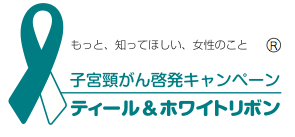 もっと、知ってほしい、女性のこと ®
子宮頸がん啓発キャンペーン
ティール＆ホワイトリボン